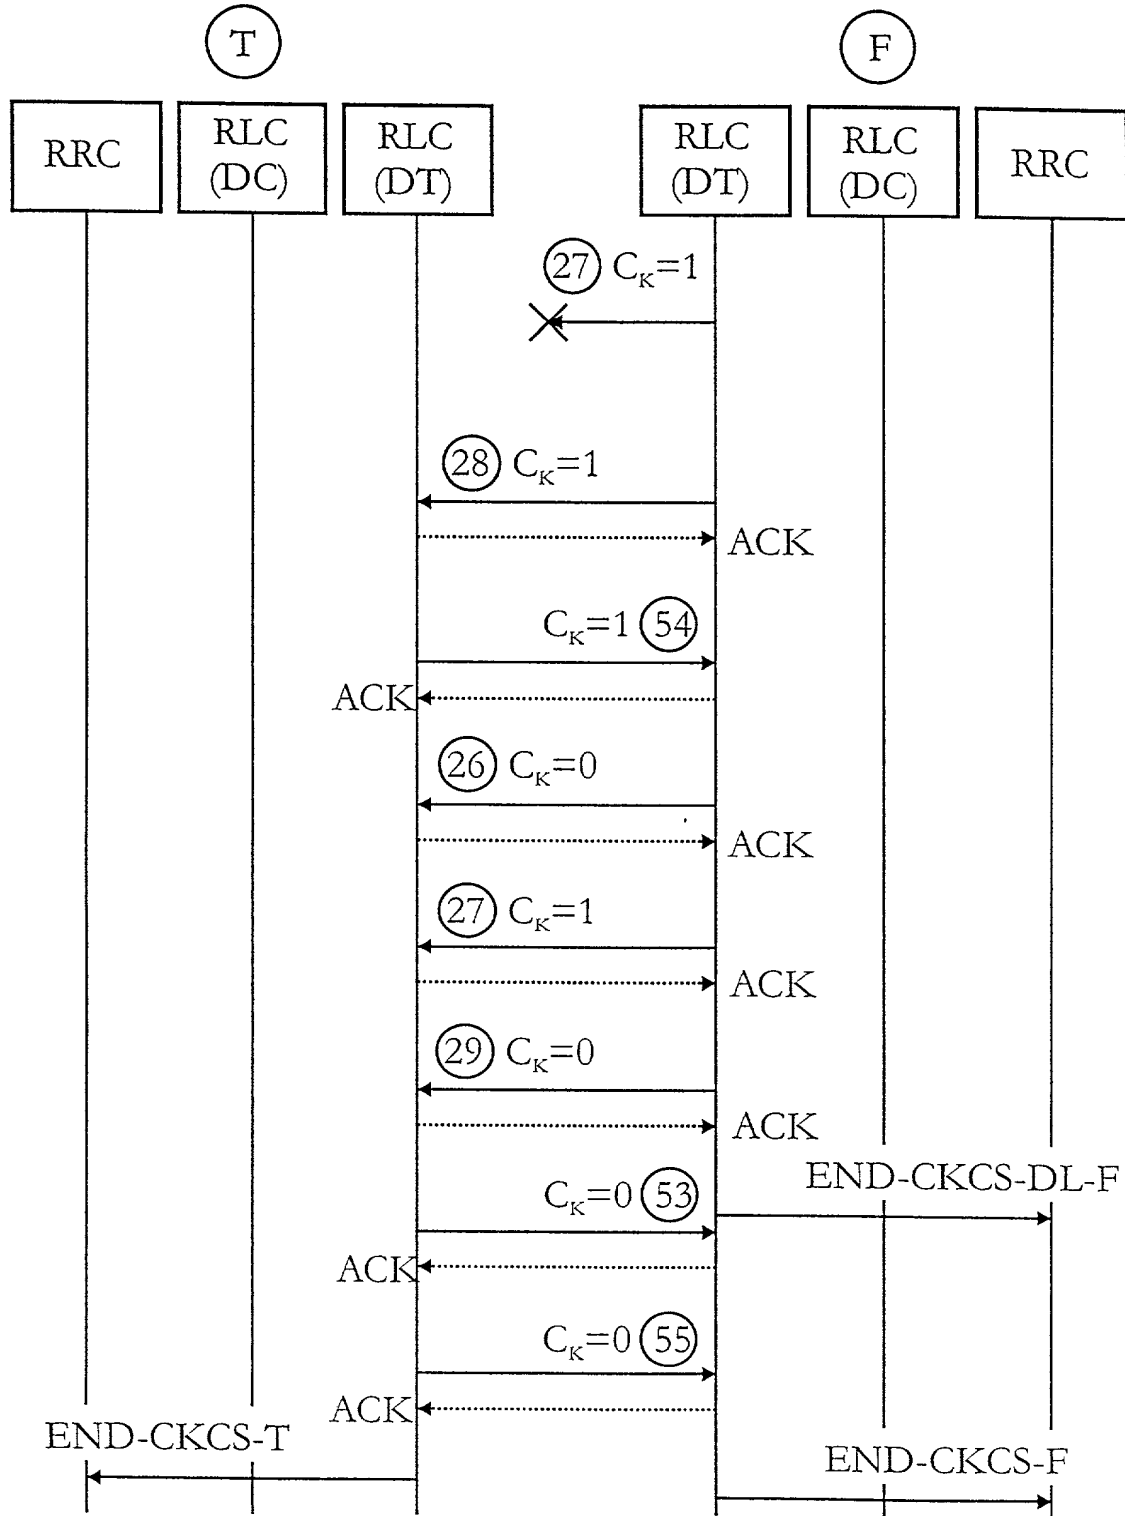 T
F
RRC
RLC
(DC)
RLC
(DT)
RLC
(DT)
RLC
(DC)
RRC
27 CK=1
28 CK=1
ACK
CK=1 54
ACK
26 CK=0
ACK
27 CK=1
ACK
29 CK=0
ACK
END-CKCS-DL-F
CK=0 53
ACK
CK=0 55
ACK
END-CKCS-T
END-CKCS-F